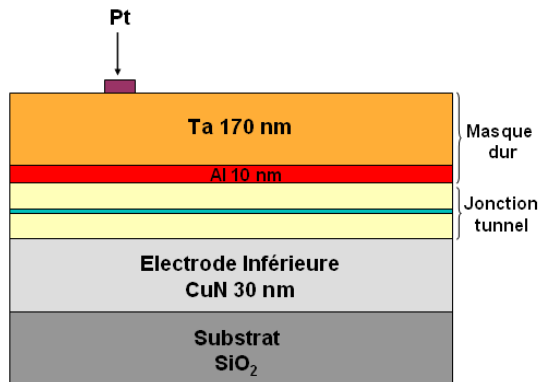 Pt
Ta 170 nm
Masque
dur
Al 10 nm
Jonction
tunnel
Electrode Inférieure
CuN 30 nm
Substrat
SiO₂